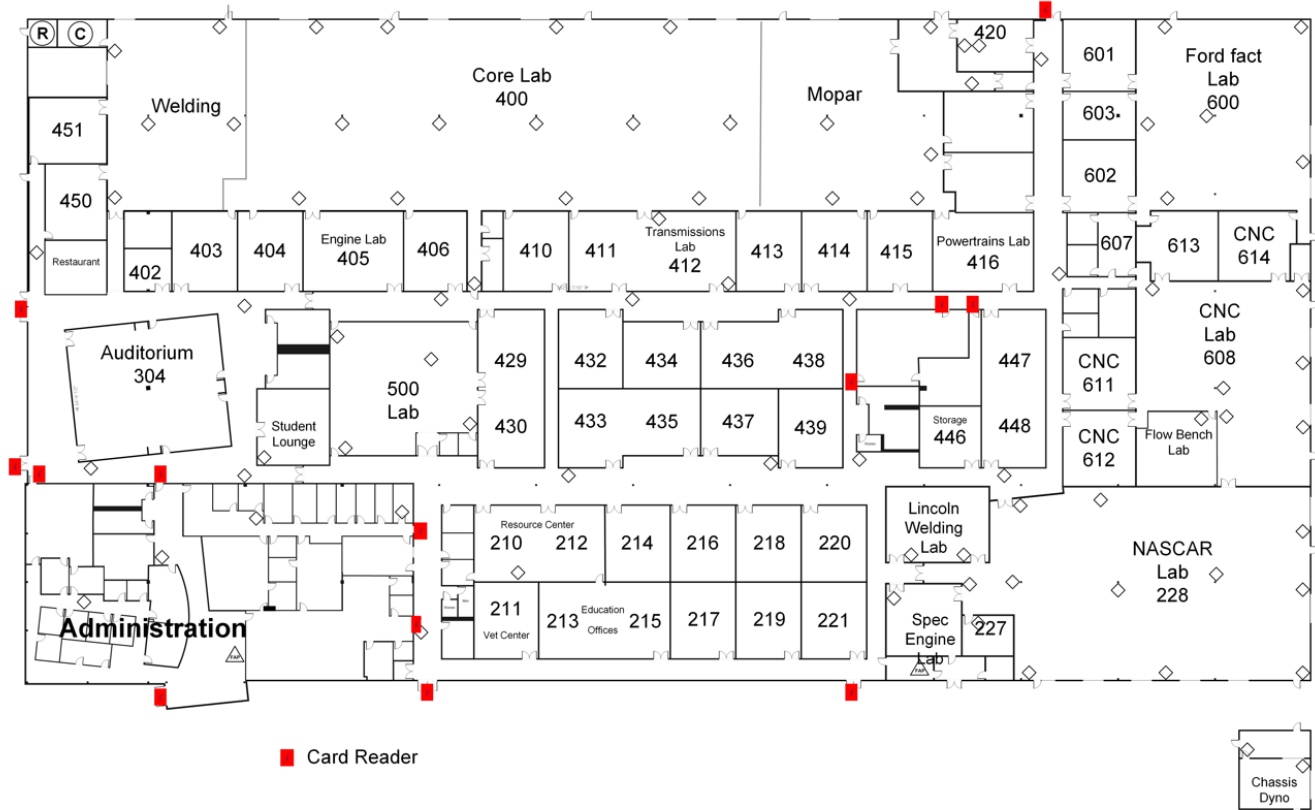 R
C
420
601
Ford fact
Lab
600
Core Lab
400
Welding
Mopar
451
603
602
450
Restaurant
402
403
404
Engine Lab
405
406
410
411
Transmissions
Lab
412
413
414
415
Powertrains Lab
416
607
613
CNC
614
Auditorium
304
500
Lab
Student
Lounge
429
430
432
434
436
438
433
435
437
439
447
448
Storage
446
CNC
611
CNC
612
CNC
Lab
608
Flow Bench
Lab
Resource Center
210
212
214
216
218
220
211
Vet Center
213
Education
Offices
215
217
219
221
Lincoln
Welding
Lab
NASCAR
Lab
228
Spec
Engine
Lab
227
FAP
Administration
FAP
Card Reader
Chassis
Dyno